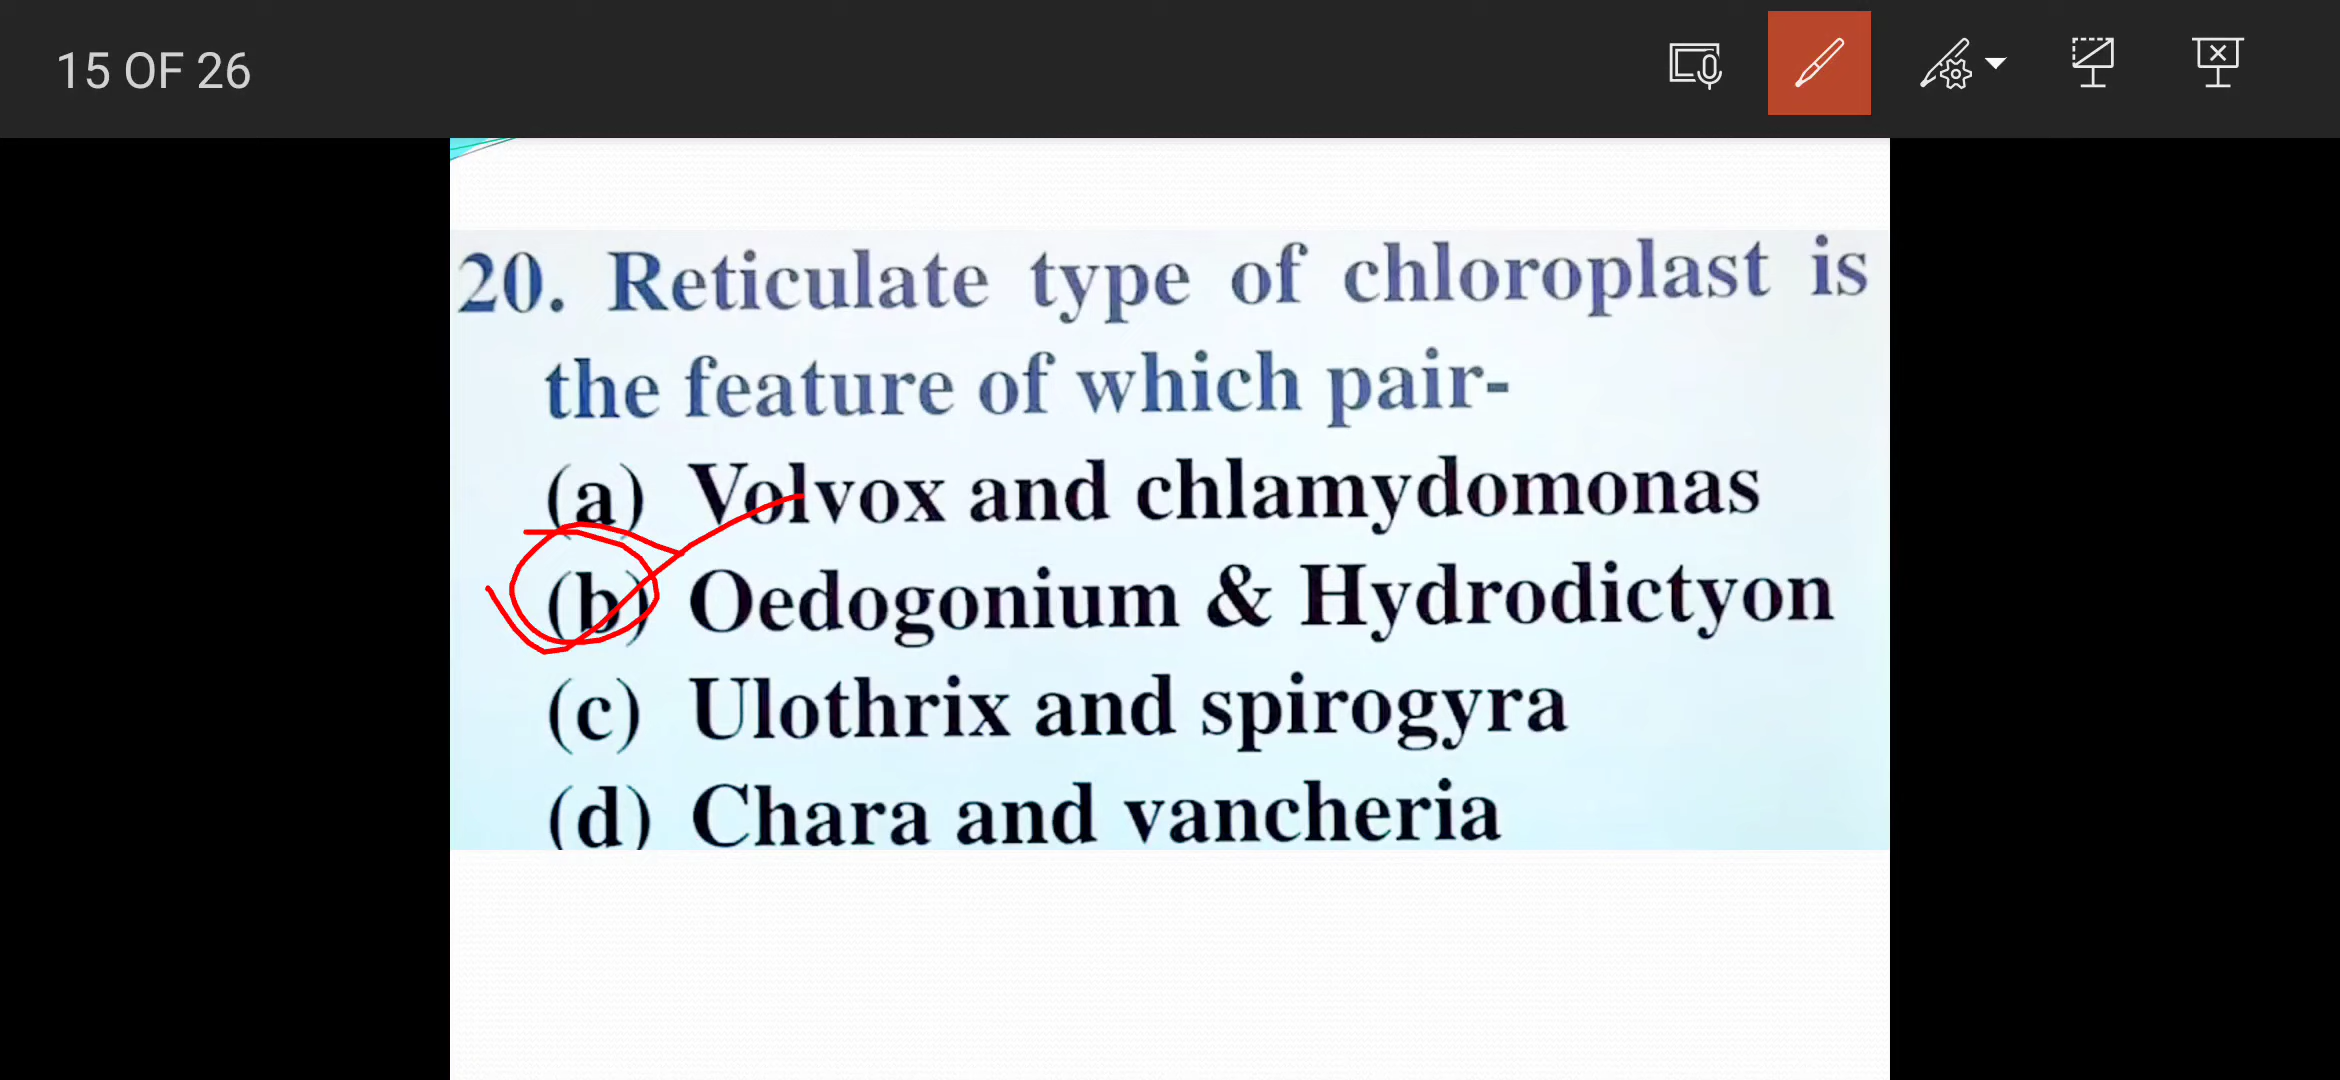 15 OF 26
20. Reticulate type of chloroplast is
the feature of which pair-
(a) Volvox and chlamydomonas
(b) Oedogonium & Hydrodictyon
(c) Ulothrix and spirogyra
(d) Chara and vancheria